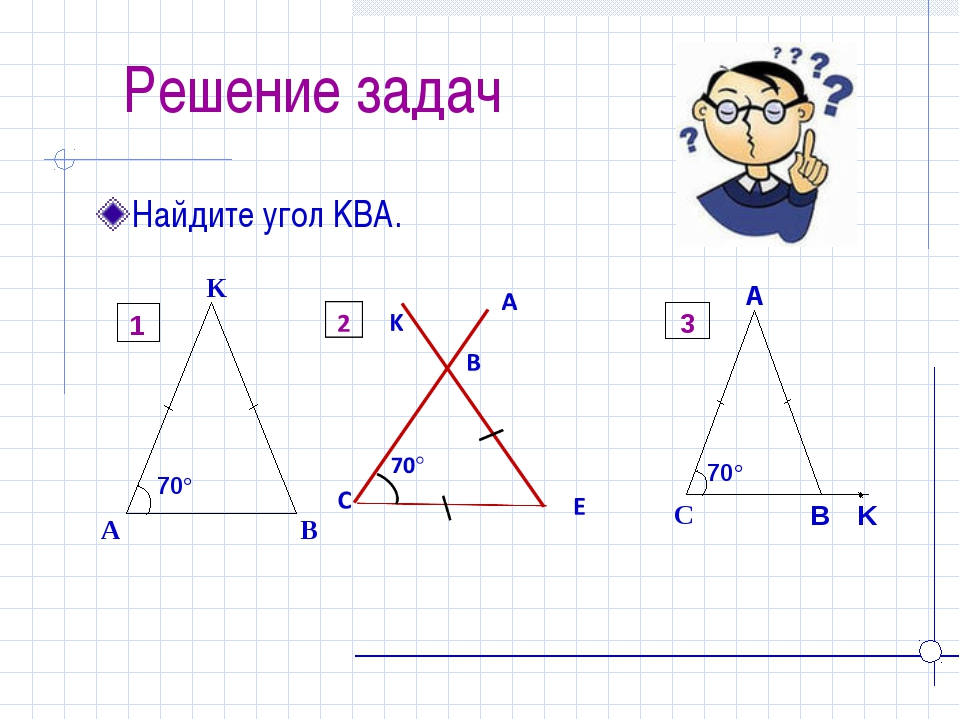 Решение задач
? ? ? ? ?
Найдите угол КВА.
1
K
70°
A B
2
K A
B
70°
C E
3
A
70°
C B K